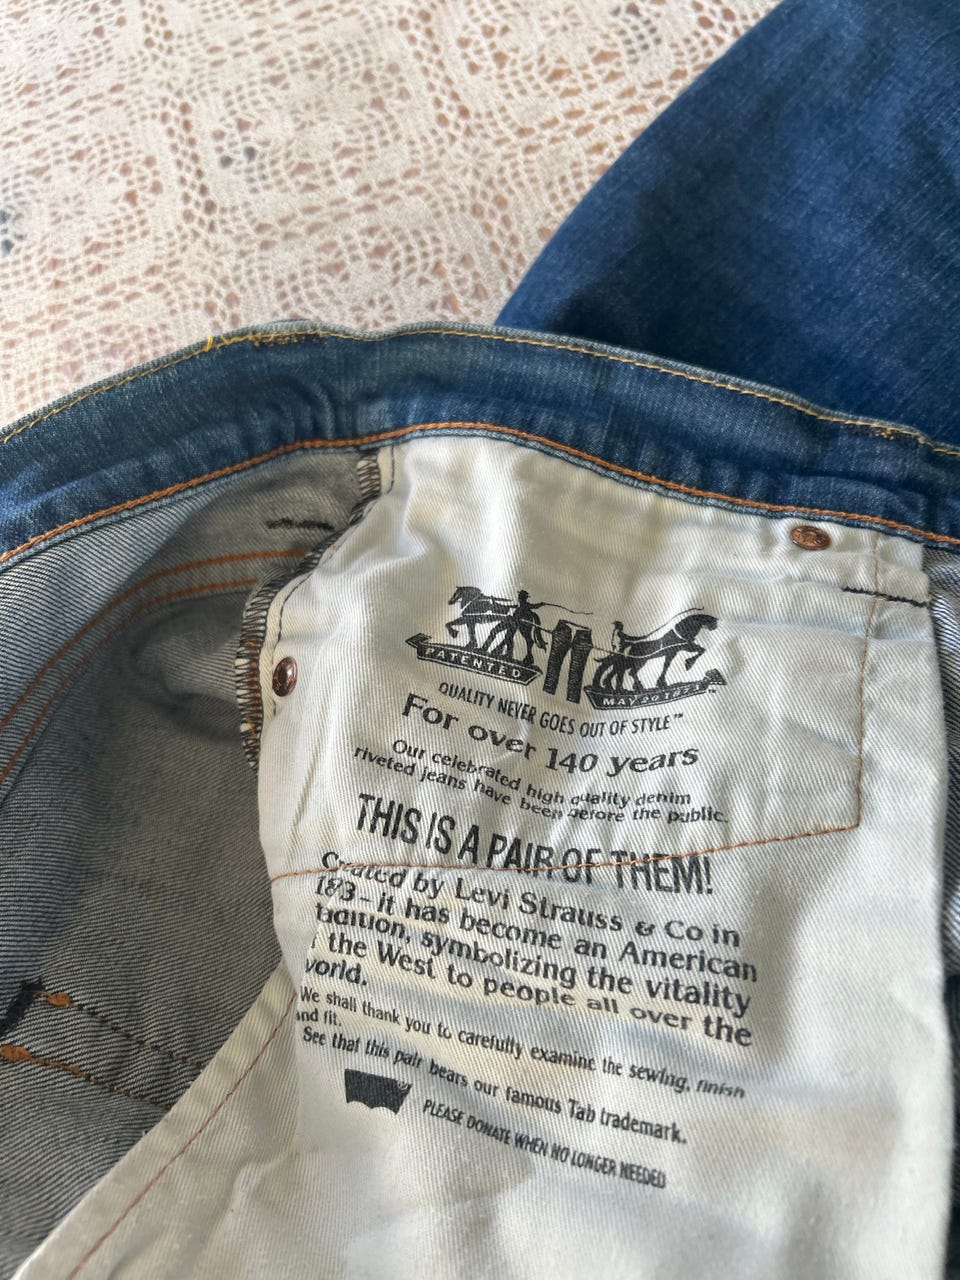 PATENTED
MAY 20 1873
QUALITY NEVER GOES OUT OF STYLE™
For over 140 years
Our celebrated high quality denim
riveted jeans have been before the public.
THIS IS A PAIR OF THEM!
Created by Levi Strauss & Co in
1873 – it has become an American
tradition, symbolizing the vitality
the West to people all over the
world.
We shall thank you to carefully examine the sewing, finish
and fit.
See that this pair bears our famous Tab trademark.
PLEASE DONATE WHEN NO LONGER NEEDED